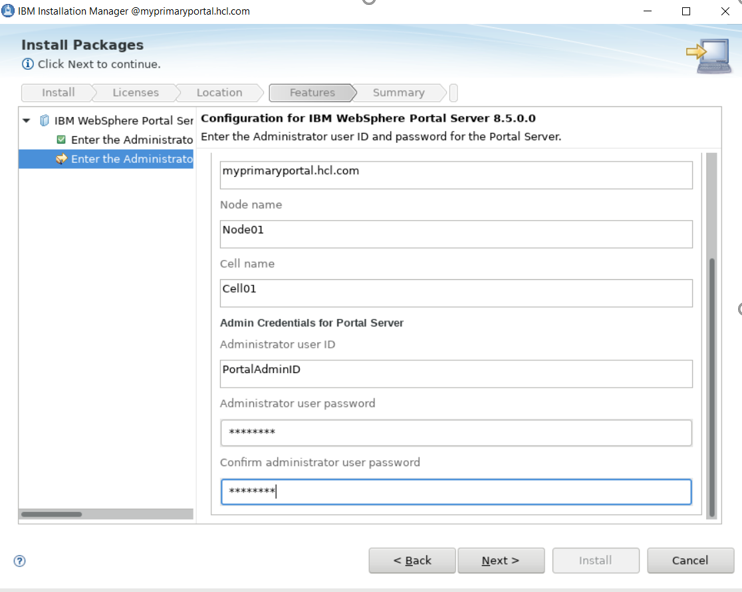 IBM Installation Manager @myprimaryportal.hcl.com
Install Packages
Click Next to continue.
Install
Licenses
Location
Features
Summary
IBM WebSphere Portal Ser
Enter the Administrato
Enter the Administrato
Configuration for IBM WebSphere Portal Server 8.5.0.0
Enter the Administrator user ID and password for the Portal Server.
myprimaryportal.hcl.com
Node name
Node01
Cell name
Cell01
Admin Credentials for Portal Server
Administrator user ID
PortalAdminID
Administrator user password
********
Confirm administrator user password
********
< Back
Next >
Install
Cancel